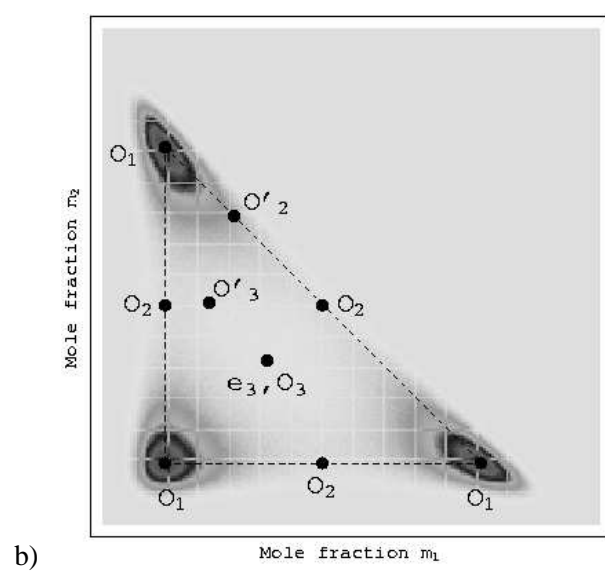 O₁
O'₂
O₂
O'₃
O₂
e₃,O₃
O₁
O₂
O₁
Mole fraction m₂
b)
Mole fraction m₁